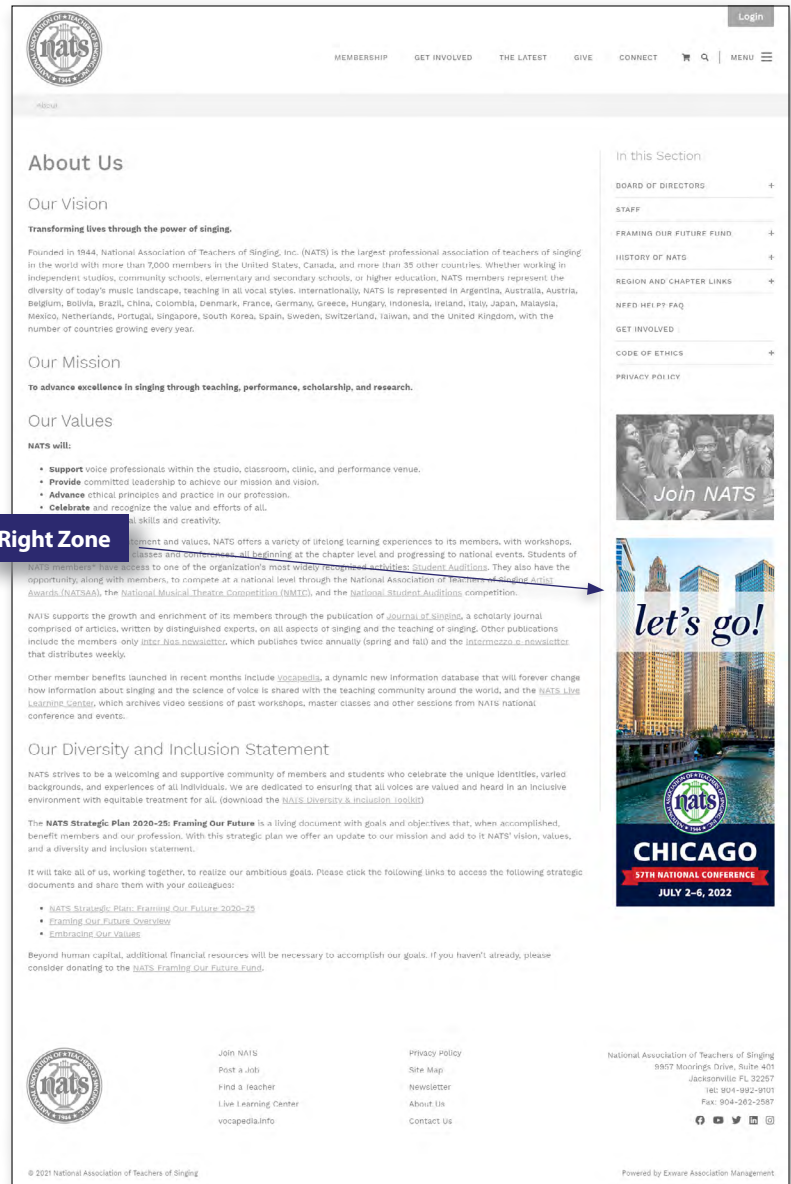 Login
MEMBERSHIP GET INVOLVED THE LATEST GIVE CONNECT MENU
NATIONAL ASSOCIATION OF TEACHERS OF SINGING, INC.
nats
1944
About
About Us
Our Vision
Transforming lives through the power of singing.
Founded in 1944, National Association of Teachers of Singing, Inc. (NATS) is the largest professional association of teachers of singing
in the world with more than 7,000 members in the United States, Canada, and more than 35 other countries. Whether working in
independent studios, community schools, elementary and secondary schools, or higher education, NATS members represent the
diversity of today's music landscape, teaching in all vocal styles. Internationally, NATS is represented in Argentina, Australia, Austria,
Belgium, Bolivia, Brazil, China, Colombia, Denmark, France, Germany, Greece, Hungary, Indonesia, Ireland, Italy, Japan, Malaysia,
Mexico, Netherlands, Portugal, Singapore, South Korea, Spain, Sweden, Switzerland, Taiwan, and the United Kingdom, with the
number of countries growing every year.
Our Mission
To advance excellence in singing through teaching, performance, scholarship, and research.
Our Values
NATS will:
• Support voice professionals within the studio, classroom, clinic, and performance venue.
• Provide committed leadership to achieve our mission and vision.
• Advance ethical principles and practice in our profession.
• Celebrate and recognize the value and efforts of all.
skills and creativity.
Right Zone
and values, NATS offers a variety of lifelong learning experiences to its members, with workshops,
classes and conferences, all beginning at the chapter level and progressing to national events. Students of
NATS members* have access to one of the organization's most widely recognized activities: Student Auditions. They also have the
opportunity, along with members, to compete at a national level through the National Association of Teachers of Singing Artist
Awards (NATSAA), the National Musical Theatre Competition (NMTC), and the National Student Auditions competition.
NATS supports the growth and enrichment of its members through the publication of Journal of Singing, a scholarly journal
comprised of articles, written by distinguished experts, on all aspects of singing and the teaching of singing. Other publications
include the members only Inter Nos newsletter, which publishes twice annually (spring and fall) and the Intermezzo e-newsletter
that distributes weekly.
Other member benefits launched in recent months include Vocapedia, a dynamic new information database that will forever change
how information about singing and the science of voice is shared with the teaching community around the world, and the NATS Live
Learning Center, which archives video sessions of past workshops, master classes and other sessions from NATS national
conference and events.
Our Diversity and Inclusion Statement
NATS strives to be a welcoming and supportive community of members and students who celebrate the unique identities, varied
backgrounds, and experiences of all individuals. We are dedicated to ensuring that all voices are valued and heard in an inclusive
environment with equitable treatment for all. (download the NATS Diversity & Inclusion Toolkit)
The NATS Strategic Plan 2020-25: Framing Our Future is a living document with goals and objectives that, when accomplished,
benefit members and our profession. With this strategic plan we offer an update to our mission and add to it NATS' vision, values,
and a diversity and inclusion statement.
It will take all of us, working together, to realize our ambitious goals. Please click the following links to access the following strategic
documents and share them with your colleagues:
• NATS Strategic Plan: Framing Our Future 2020-25
• Framing Our Future Overview
• Embracing Our Values
Beyond human capital, additional financial resources will be necessary to accomplish our goals. If you haven't already, please
consider donating to the NATS Framing Our Future Fund.
In this Section
BOARD OF DIRECTORS +
STAFF
FRAMING OUR FUTURE FUND +
HISTORY OF NATS +
REGION AND CHAPTER LINKS +
NEED HELP? FAQ
GET INVOLVED
CODE OF ETHICS +
PRIVACY POLICY
Join NATS
let's go!
NATIONAL ASSOCIATION OF TEACHERS OF SINGING, INC.
nats
1944
CHICAGO
57TH NATIONAL CONFERENCE
JULY 2–6, 2022
NATIONAL ASSOCIATION OF TEACHERS OF SINGING, INC.
nats
1944
Join NATS
Post a Job
Find a Teacher
Live Learning Center
vocapedia.info
Privacy Policy
Site Map
Newsletter
About Us
Contact Us
National Association of Teachers of Singing
9957 Moorings Drive, Suite 401
Jacksonville FL 32257
Tel: 904-992-9101
Fax: 904-262-2587
© 2021 National Association of Teachers of Singing
Powered by Exware Association Management